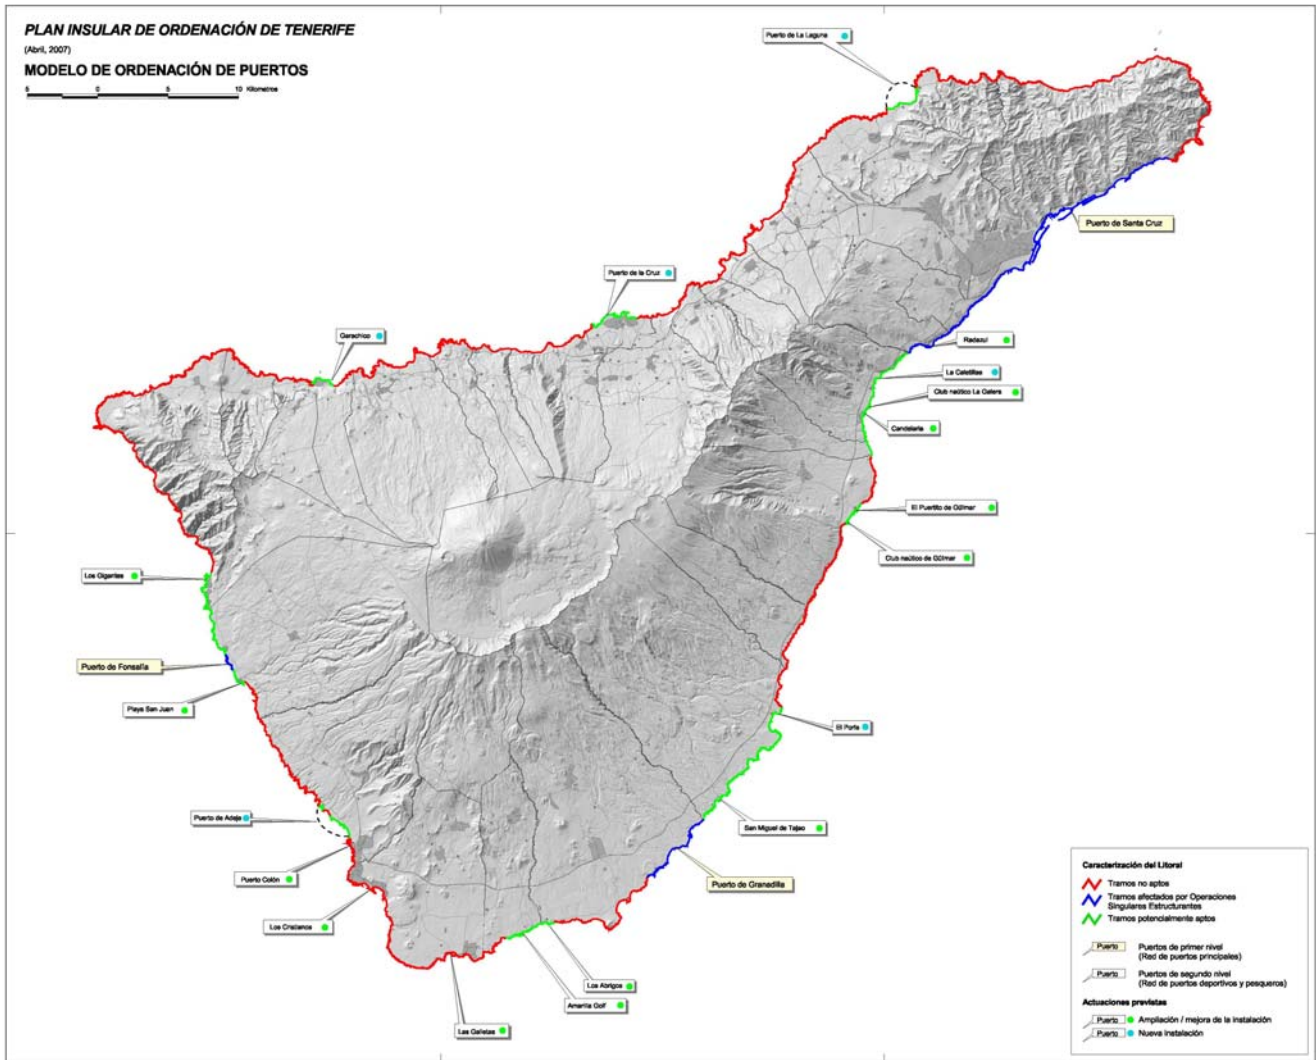 PLAN INSULAR DE ORDENACIÓN DE TENERIFE
(Abril, 2007)
MODELO DE ORDENACIÓN DE PUERTOS
5 0 5 10 Kilometros
Puerto de La Laguna
Puerto de Santa Cruz
Puerto de la Cruz
Garachico
Radazul
La Caletillas
Club naútico La Galera
Candelaria
El Puertito de Güímar
Club naútico de Güímar
Los Gigantes
Puerto de Fonsalía
Playa San Juan
El Porís
Puerto de Adeje
San Miguel de Tajao
Puerto Colón
Puerto de Granadilla
Los Cristianos
Los Abrigos
Amarilla Golf
Las Galletas
Caracterización del Litoral
Tramos no aptos
Tramos afectados por Operaciones
Singulares Estructurantes
Tramos potencialmente aptos
Puerto Puertos de primer nivel
(Red de puertos principales)
Puerto Puertos de segundo nivel
(Red de puertos deportivos y pesqueros)
Actuaciones previstas
Puerto Ampliación / mejora de la instalación
Puerto Nueva instalación